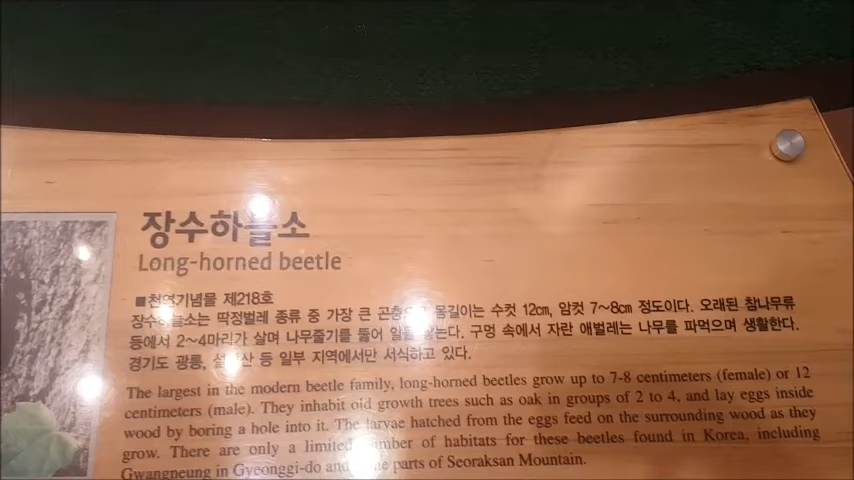 장수하늘소
Long-horned beetle
■천연기념물 제218호
장수하늘소는 딱정벌레 종류 중 가장 큰 곤충으로 몸길이는 수컷 12cm, 암컷 7~8cm 정도이다. 오래된 참나무류
등에서 2~4마리가 살며 나무줄기를 뚫어 알을 낳는다. 구멍 속에서 자란 애벌레는 나무를 파먹으며 생활한다.
경기도 광릉, 설악산 등 일부 지역에서만 서식하고 있다.
The largest in the modern beetle family, long-horned beetles grow up to 7-8 centimeters (female) or 12
centimeters (male). They inhabit old growth trees such as oak in groups of 2 to 4, and lay eggs inside
wood by boring a hole into it. The larvae hatched from the eggs feed on the surrounding wood as they
grow. There are only a limited number of habitats for these beetles found in Korea, including
Gwangneung in Gyeonggi-do and parts of Seoraksan Mountain.